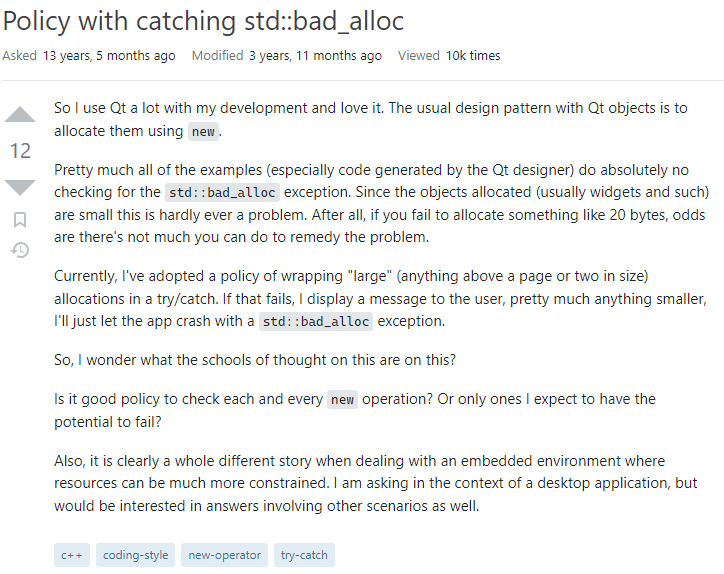 Policy with catching std::bad_alloc
Asked 13 years, 5 months ago Modified 3 years, 11 months ago Viewed 10k times
So I use Qt a lot with my development and love it. The usual design pattern with Qt objects is to
allocate them using new.
12
Pretty much all of the examples (especially code generated by the Qt designer) do absolutely no
checking for the std::bad_alloc exception. Since the objects allocated (usually widgets and such)
are small this is hardly ever a problem. After all, if you fail to allocate something like 20 bytes, odds
are there's not much you can do to remedy the problem.
Currently, I've adopted a policy of wrapping "large" (anything above a page or two in size)
allocations in a try/catch. If that fails, I display a message to the user, pretty much anything smaller,
I'll just let the app crash with a std::bad_alloc exception.
So, I wonder what the schools of thought on this are on this?
Is it good policy to check each and every new operation? Or only ones I expect to have the
potential to fail?
Also, it is clearly a whole different story when dealing with an embedded environment where
resources can be much more constrained. I am asking in the context of a desktop application, but
would be interested in answers involving other scenarios as well.
c++ coding-style new-operator try-catch